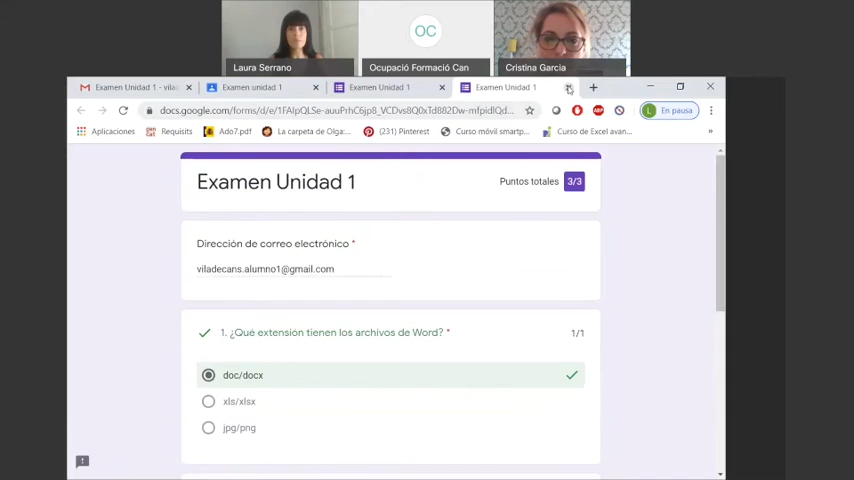 OC
Laura Serrano
Ocupació Formació Can
Cristina Garcia
Examen Unidad 1 - vilad
Examen unidad 1
Examen Unidad 1
Examen Unidad 1
docs.google.com/forms/d/e/1FAIpQLSe-auuPrhC6jp8_VCDvs8Q0xTd882Dw-mfpidlQd...
L
En pausa
Aplicaciones
Requisits
Ado7.pdf
La carpeta de Olga:...
(231) Pinterest
Curso móvil smartp...
Curso de Excel avan...
»
Examen Unidad 1
Puntos totales 3/3
Dirección de correo electrónico *
viladecans.alumno1@gmail.com
1. ¿Qué extensión tienen los archivos de Word? *
1/1
doc/docx
xls/xlsx
jpg/png